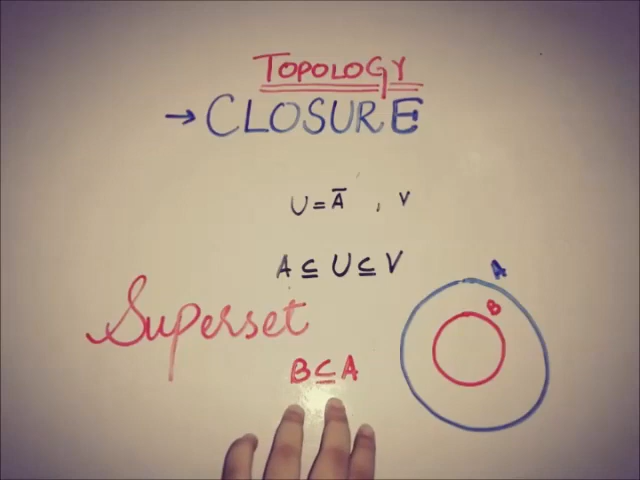 TOPOLOGY
→ CLOSURE
U = A̅ , V
A ⊆ U ⊆ V
Superset
B ⊆ A
A
B